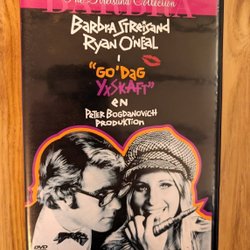 The Streisand Collection
Barbra Streisand
Ryan O'Neal
i
"Go'Dag
Yxskaft"
en
Peter Bogdanovich
Produktion
DVD